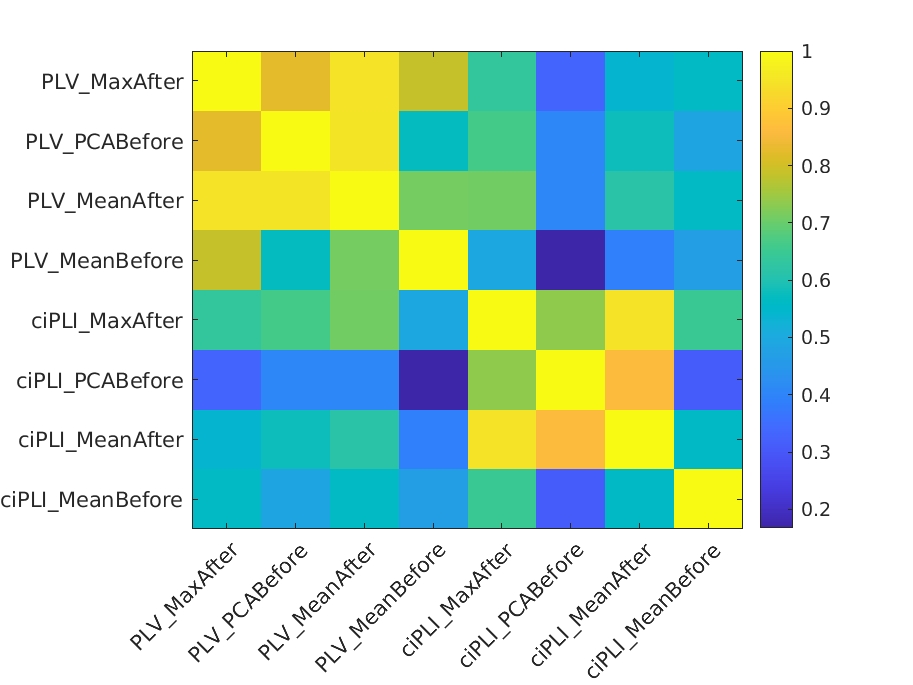 PLV_MaxAfter
PLV_PCABefore
PLV_MeanAfter
PLV_MeanBefore
ciPLI_MaxAfter
ciPLI_PCABefore
ciPLI_MeanAfter
ciPLI_MeanBefore
PLV_MaxAfter
PLV_PCABefore
PLV_MeanAfter
PLV_MeanBefore
ciPLI_MaxAfter
ciPLI_PCABefore
ciPLI_MeanAfter
ciPLI_MeanBefore
1
0.9
0.8
0.7
0.6
0.5
0.4
0.3
0.2